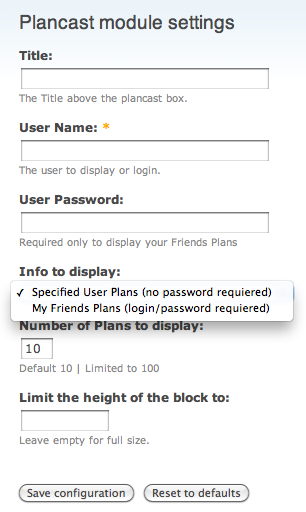 Plancast module settings
Title:
The Title above the plancast box.
User Name: *
The user to display or login.
User Password:
Required only to display your Friends Plans
Info to display:
✓ Specified User Plans (no password requiered)
My Friends Plans (login/password requiered)
Number of Plans to display:
10
Default 10 | Limited to 100
Limit the height of the block to:
Leave empty for full size.
Save configuration Reset to defaults